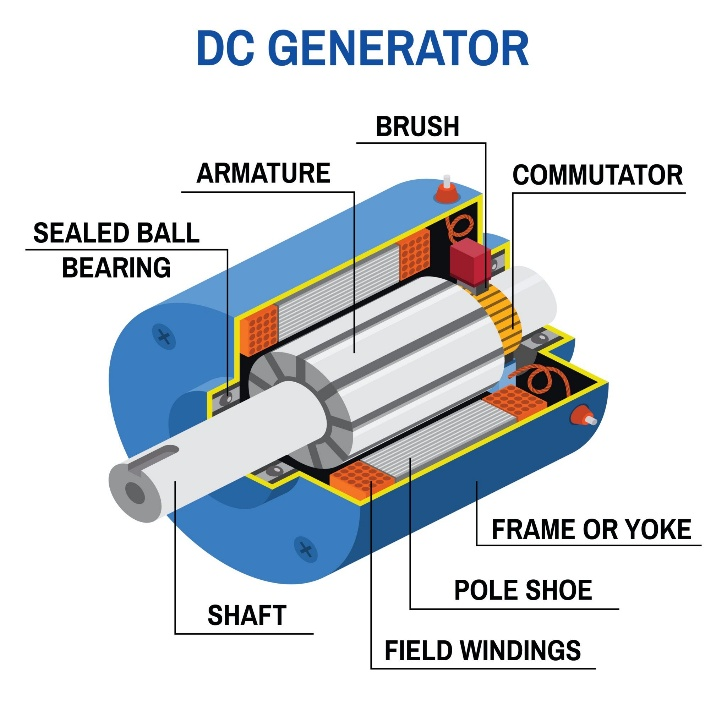 DC GENERATOR
BRUSH
ARMATURE
COMMUTATOR
SEALED BALL
BEARING
FRAME OR YOKE
POLE SHOE
SHAFT
FIELD WINDINGS